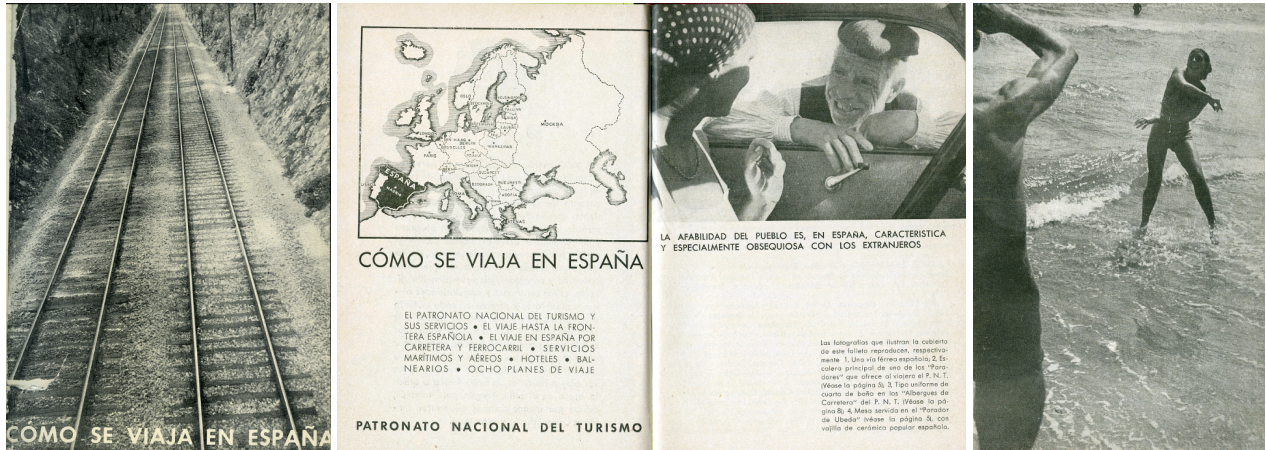 CÓMO SE VIAJA EN ESPAÑA
MOSKBA
PARIS
ESPAÑA
CÓMO SE VIAJA EN ESPAÑA
EL PATRONATO NACIONAL DEL TURISMO Y
SUS SERVICIOS ● EL VIAJE HASTA LA FRON-
TERA ESPAÑOLA ● EL VIAJE EN ESPAÑA POR
CARRETERA Y FERROCARRIL ● SERVICIOS
MARÍTIMOS Y AÉREOS ● HOTELES ● BAL-
NEARIOS ● OCHO PLANES DE VIAJE
PATRONATO NACIONAL DEL TURISMO
LA AFABILIDAD DEL PUEBLO ES, EN ESPAÑA, CARACTERISTICA
Y ESPECIALMENTE OBSEQUIOSA CON LOS EXTRANJEROS
Las fotografías que ilustran la cubierta
de este folleto reproducen, respectiva-
mente 1, Una vía férrea española; 2, Es-
calera principal de uno de los "Para-
dores" que ofrece al viajero el P. N. T.
(Véase la página 5); 3, Tipo uniforme de
cuarto de baño en los "Albergues de
Carretera" del P. N. T. (Véase la pá-
gina 8); 4, Mesa servida en el "Parador
de Ubeda" (véase la página 5), con
vajilla de cerámica popular española.